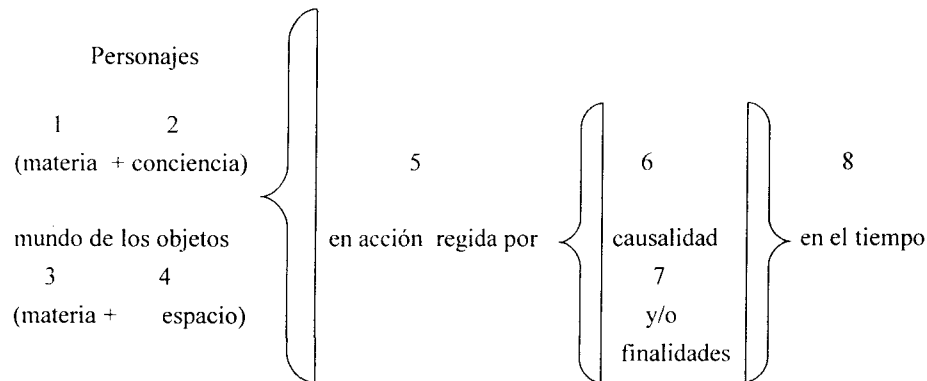 Personajes
1 2
(materia + conciencia)
5 6 8
mundo de los objetos en acción regida por causalidad en el tiempo
3 4 7
(materia + espacio) y/o
finalidades